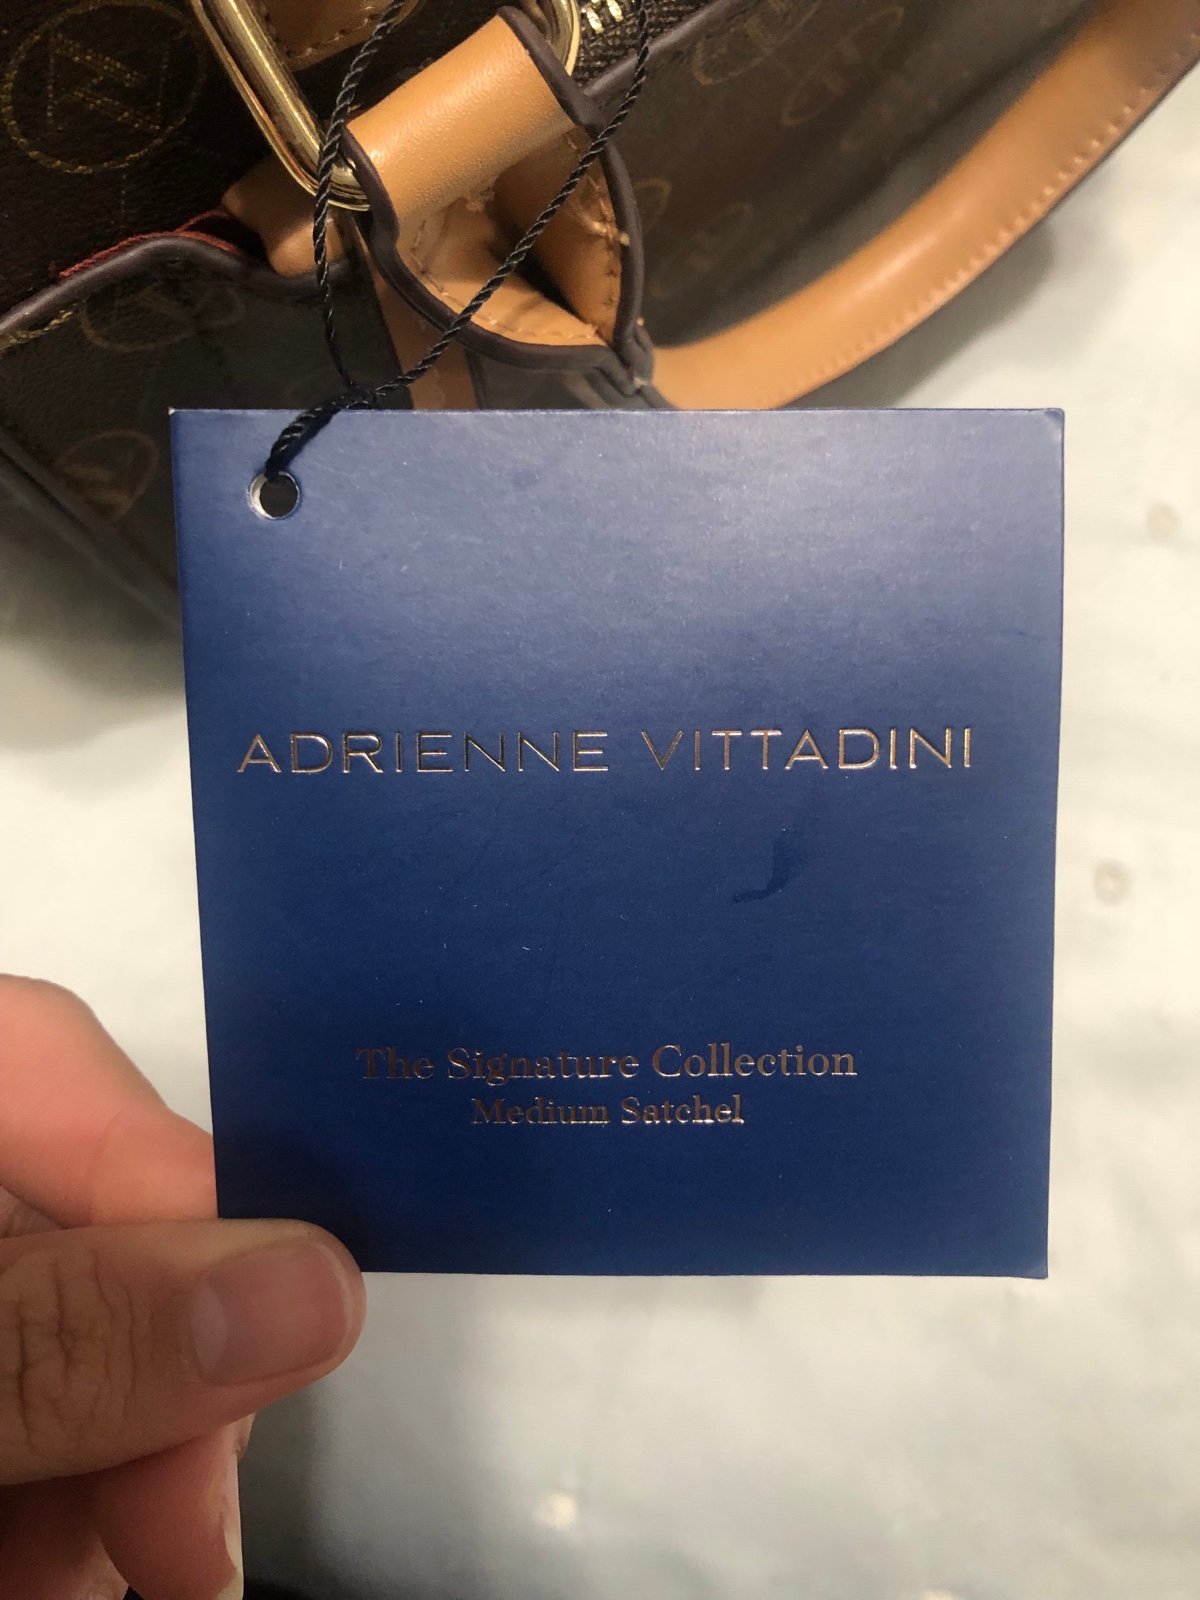 ADRIENNE VITTADINI
The Signature Collection
Medium Satchel